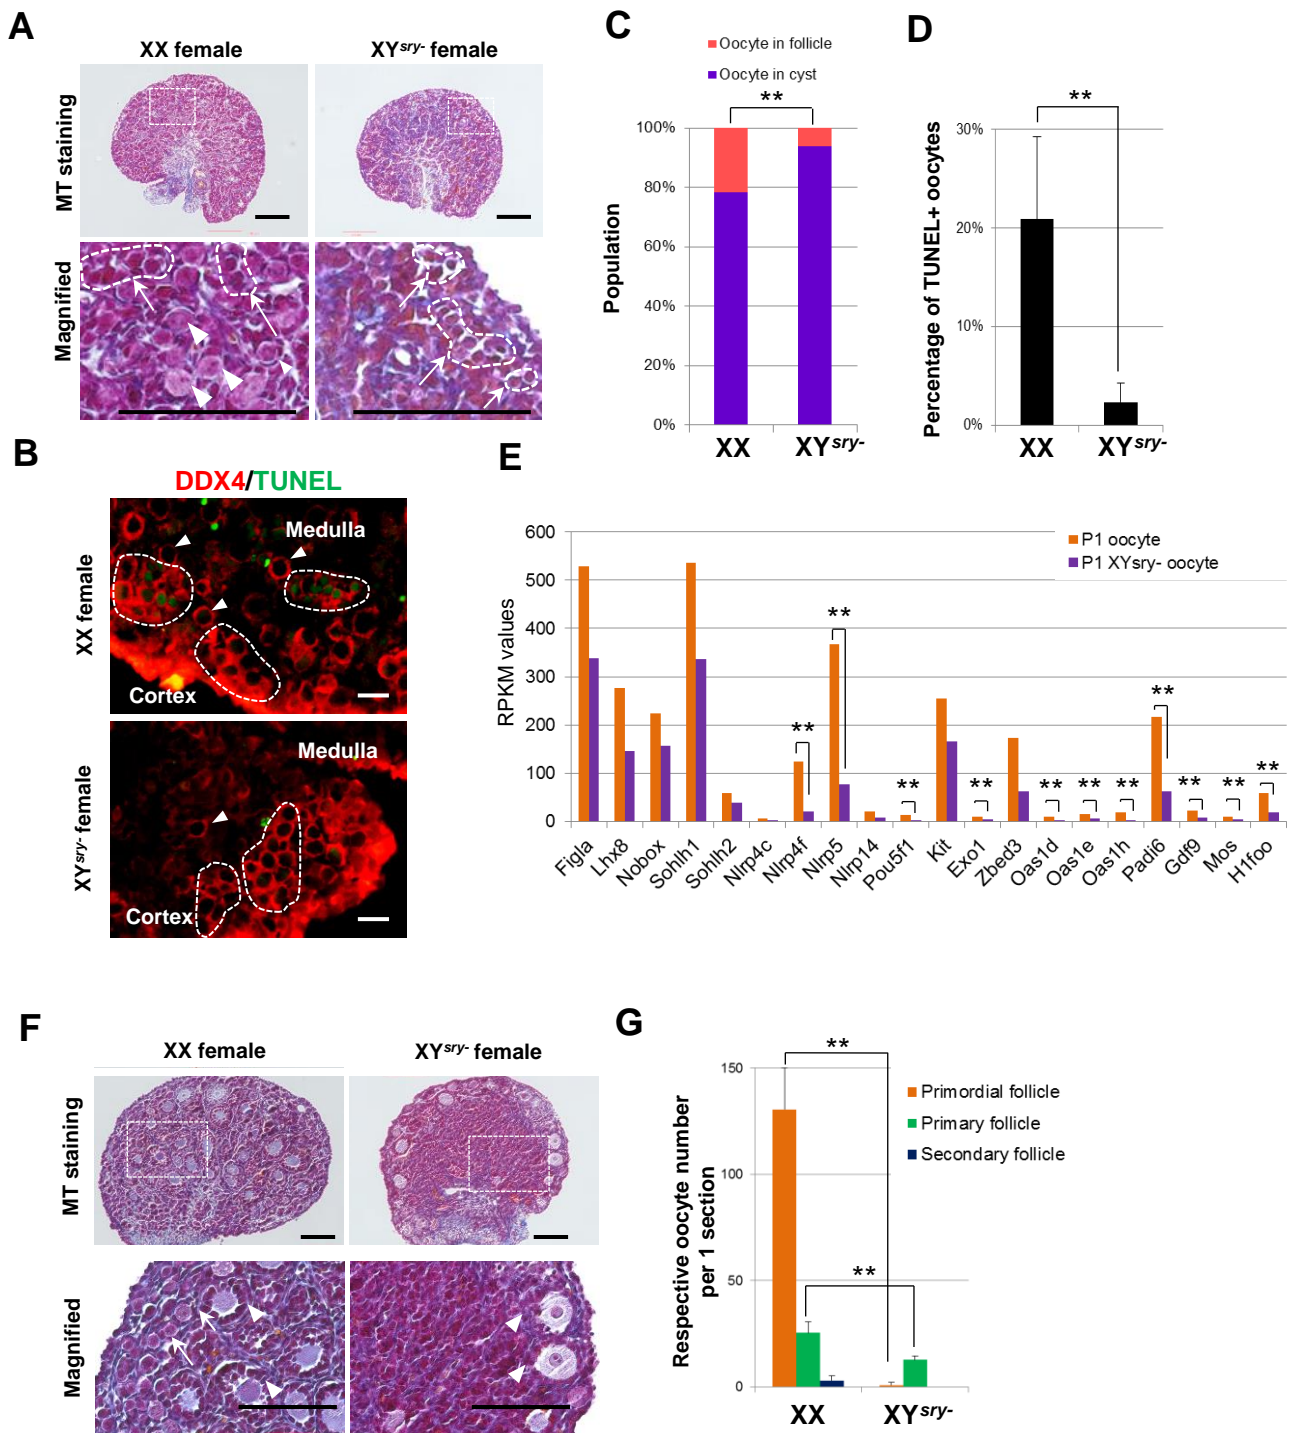 A
XX female
XYsry- female
MT staining
Magnified
B
DDX4/TUNEL
XX female
Medulla
Cortex
XYsry- female
Medulla
Cortex
C
Oocyte in follicle
Oocyte in cyst
**
Population
100%
80%
60%
40%
20%
0%
XX
XYsry-
D
**
Percentage of TUNEL+ oocytes
30%
20%
10%
0%
XX
XYsry-
E
RPKM values
600
500
400
300
200
100
0
P1 oocyte
P1 XYsry- oocyte
**
**
**
**
**
**
**
**
**
**
**
Figla
Lhx8
Nobox
Sohlh1
Sohlh2
Nlrp4c
Nlrp4f
Nlrp5
Nlrp14
Pou5f1
Kit
Exo1
Zbed3
Oas1d
Oas1e
Oas1h
Padi6
Gdf9
Mos
H1foo
F
XX female
XYsry- female
MT staining
Magnified
G
Respective oocyte number
per 1 section
150
100
50
0
**
**
Primordial follicle
Primary follicle
Secondary follicle
XX
XYsry-